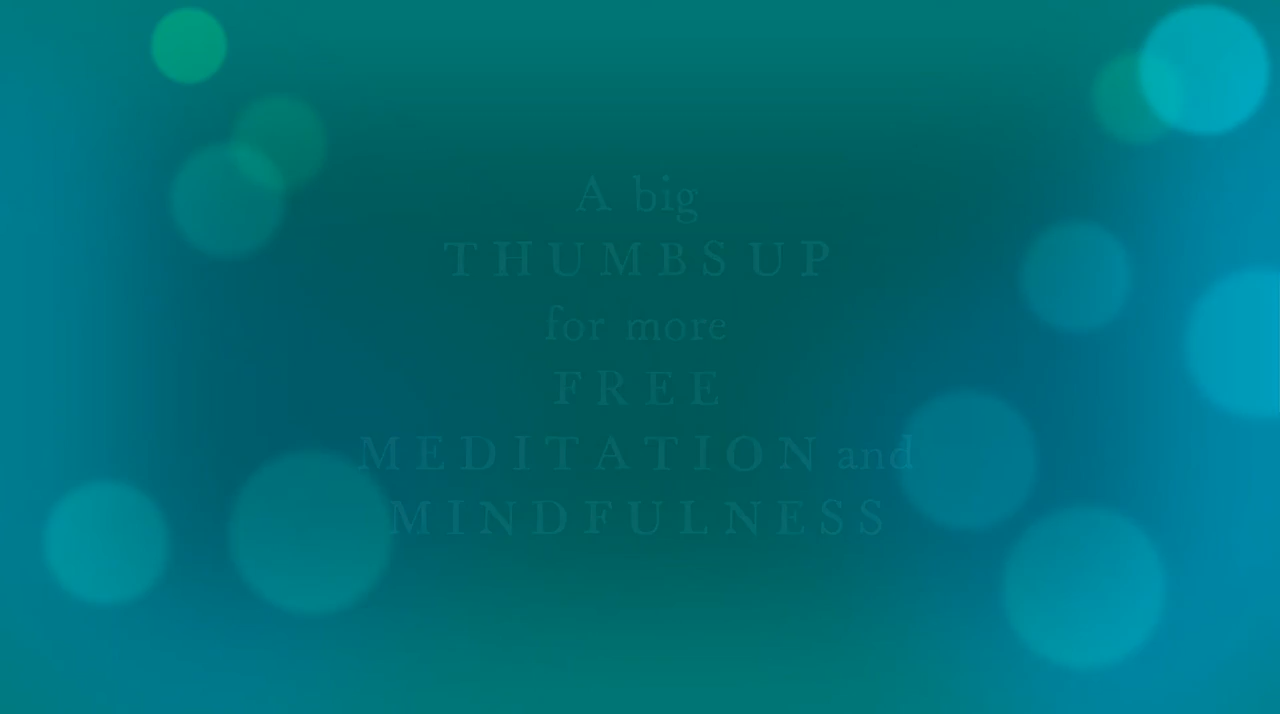 A big
THUMBS UP
for more
FREE
MEDITATION and
MINDFULNESS